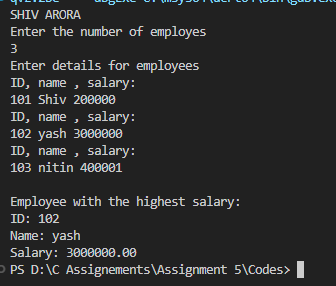 SHIV ARORA
Enter the number of employes
3
Enter details for employees
ID, name , salary:
101 Shiv 200000
ID, name , salary:
102 yash 3000000
ID, name , salary:
103 nitin 400001
Employee with the highest salary:
ID: 102
Name: yash
Salary: 3000000.00
PS D:\C Assignements\Assignment 5\Codes>